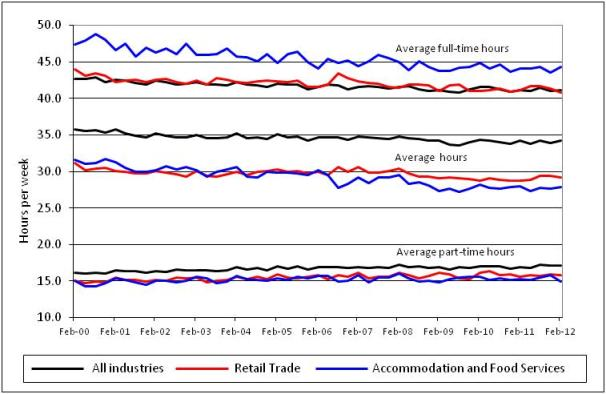 50.0
Average full-time hours
45.0
40.0
35.0
Average hours
30.0
25.0
Average part-time hours
20.0
15.0
10.0
Hours per week
Feb-00 Feb-01 Feb-02 Feb-03 Feb-04 Feb-05 Feb-06 Feb-07 Feb-08 Feb-09 Feb-10 Feb-11 Feb-12
All industries Retail Trade Accommodation and Food Services